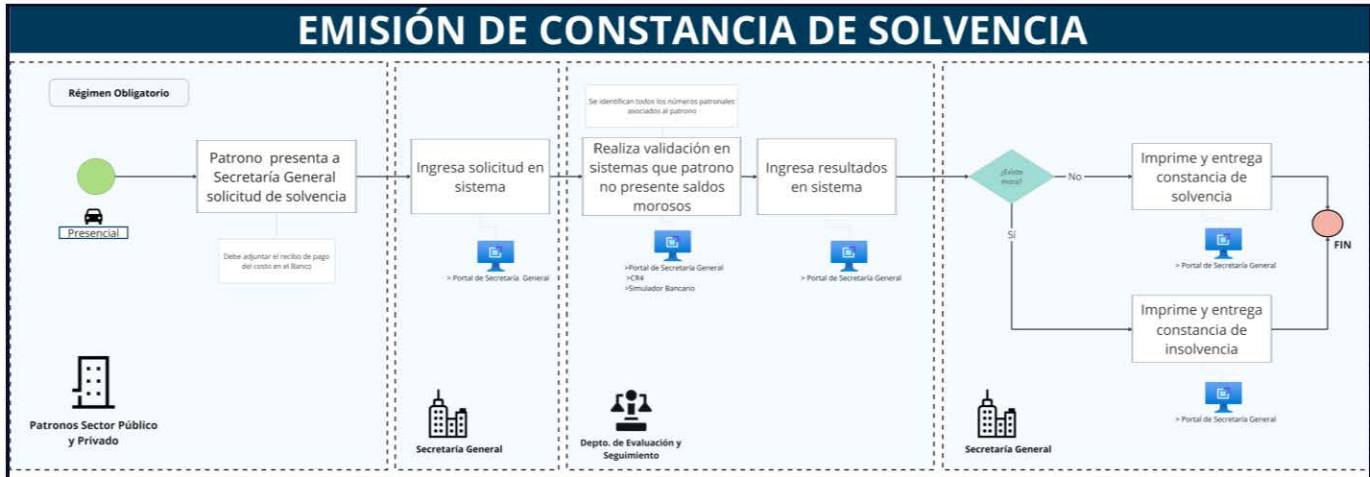 EMISIÓN DE CONSTANCIA DE SOLVENCIA
Régimen Obligatorio
Presencial
Patrono presenta a
Secretaría General
solicitud de solvencia
Debe adjuntar el recibo de pago
del costo en el Banco
Patronos Sector Público
y Privado
Ingresa solicitud en
sistema
> Portal de Secretaría General
Secretaría General
Se identifican todos los números patronales
asociados al patrono
Realiza validación en
sistemas que patrono
no presente saldos
morosos
>Portal de Secretaría General
>CR4
>Simulador Bancario
Ingresa resultados
en sistema
> Portal de Secretaría General
Depto. de Evaluación y
Seguimiento
¿Existe
mora?
No
Sí
Imprime y entrega
constancia de
solvencia
> Portal de Secretaría General
FIN
Imprime y entrega
constancia de
insolvencia
> Portal de Secretaría General
Secretaría General